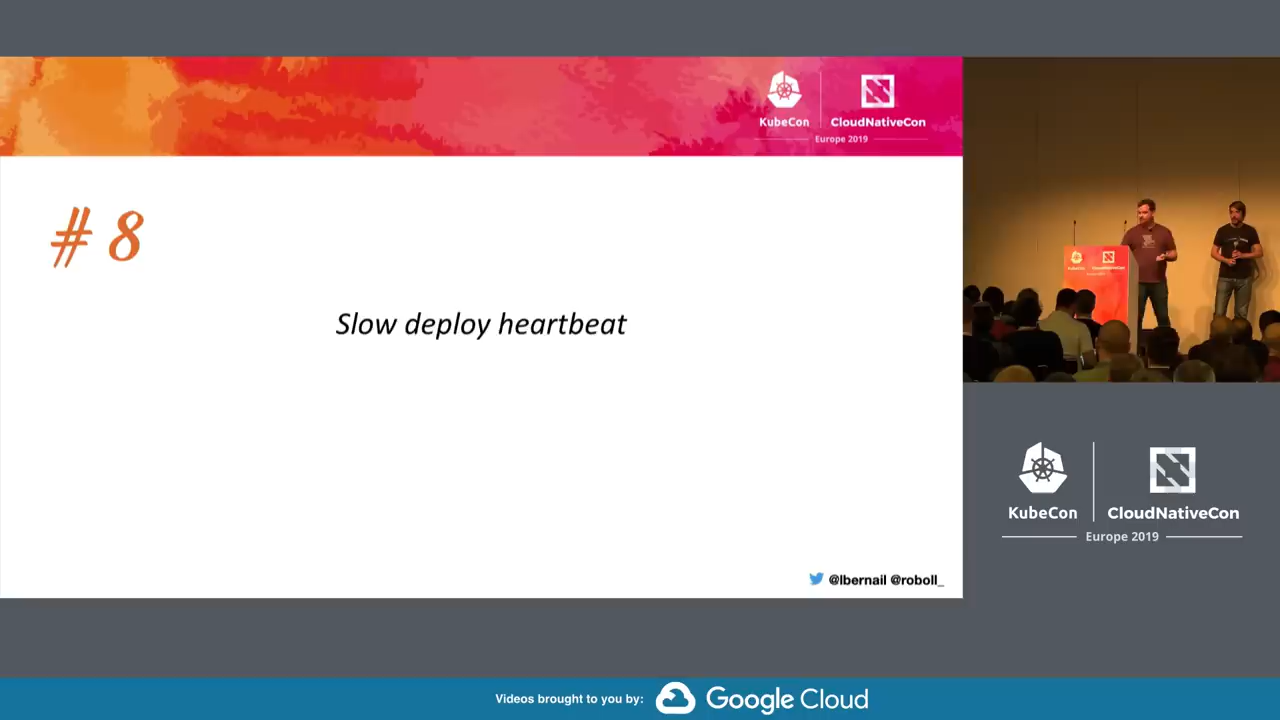 KubeCon
CloudNativeCon
Europe 2019
# 8
Slow deploy heartbeat
@lbernail @roboll_
KubeCon
CloudNativeCon
Europe 2019
Videos brought to you by: Google Cloud